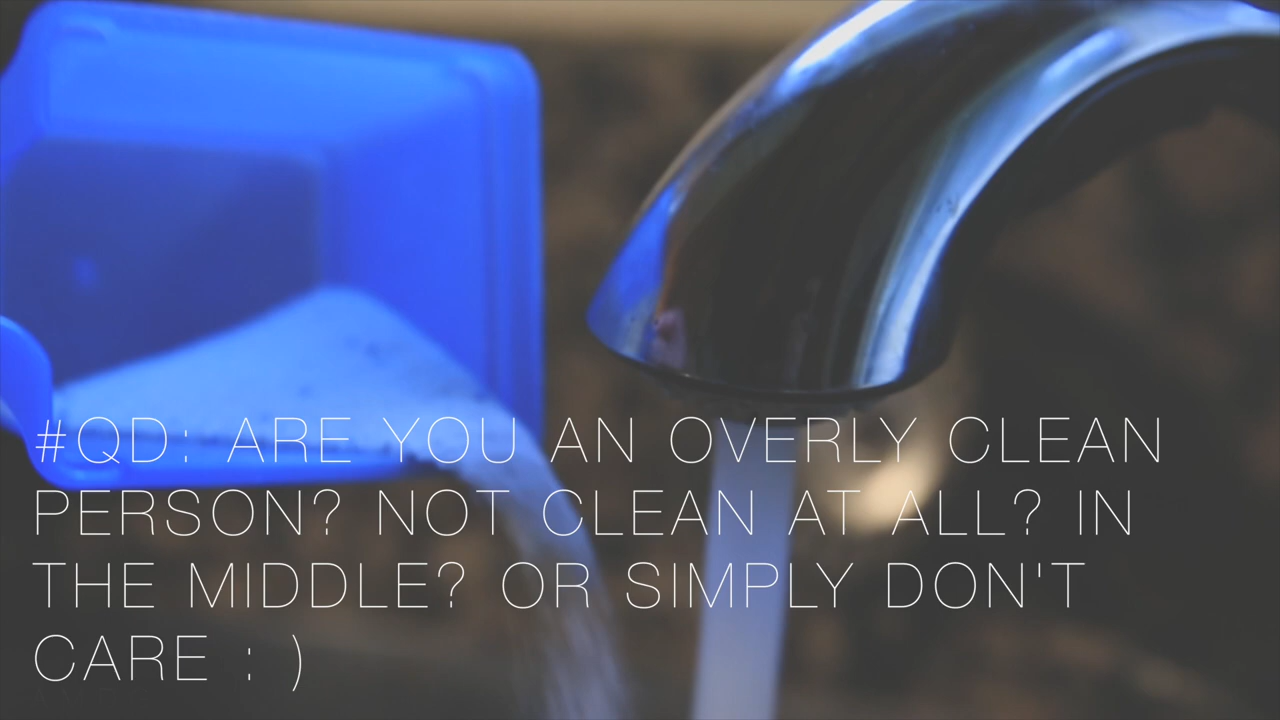 #QD: ARE YOU AN OVERLY CLEAN
PERSON? NOT CLEAN AT ALL? IN
THE MIDDLE? OR SIMPLY DON'T
CARE : )